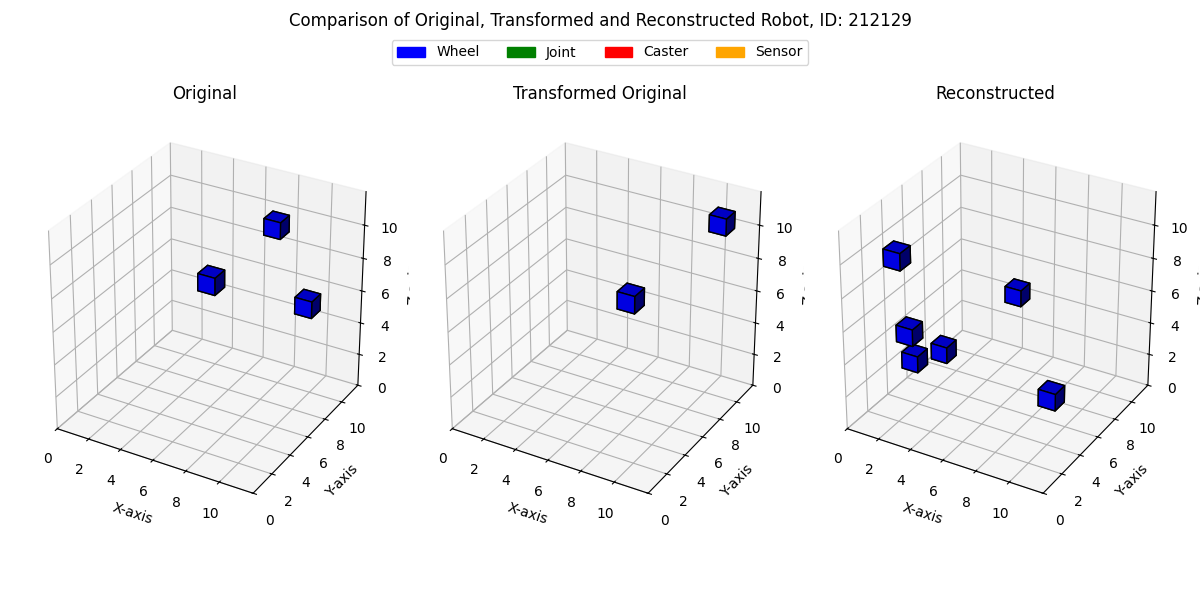 Comparison of Original, Transformed and Reconstructed Robot, ID: 212129
Wheel Joint Caster Sensor
Original
0 2 4 6 8 10
X-axis
0 2 4 6 8 10
Y-axis
0 2 4 6 8 10
Transformed Original
0 2 4 6 8 10
X-axis
0 2 4 6 8 10
Y-axis
0 2 4 6 8 10
Reconstructed
0 2 4 6 8 10
X-axis
0 2 4 6 8 10
Y-axis
0 2 4 6 8 10